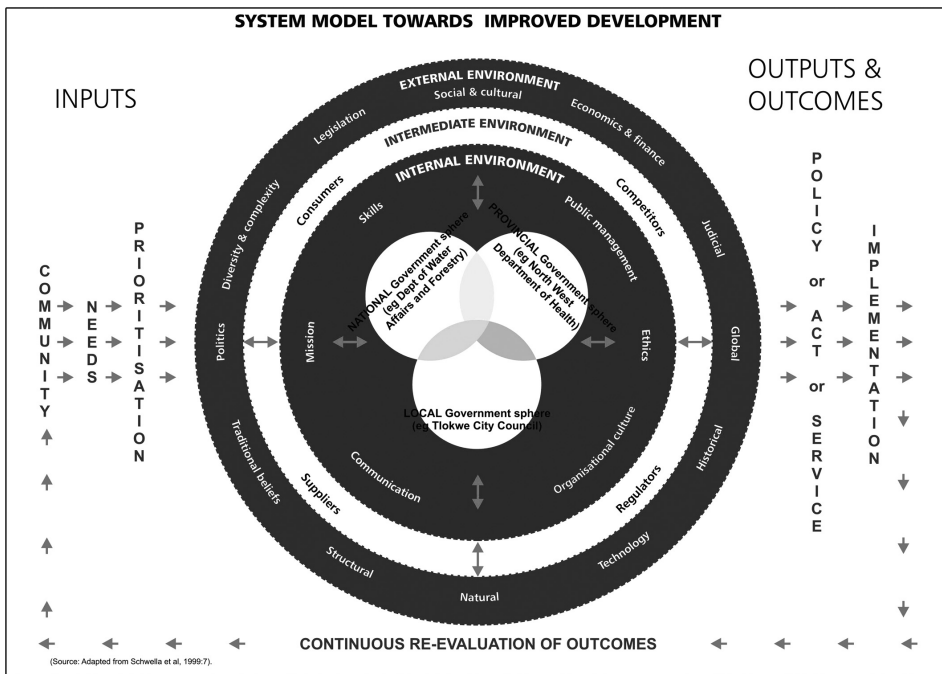 SYSTEM MODEL TOWARDS IMPROVED DEVELOPMENT
INPUTS
OUTPUTS &
OUTCOMES
COMMUNITY
NEEDS
PRIORITISATION
EXTERNAL ENVIRONMENT
Social & cultural
Legislation
Economics & finance
Diversity & complexity
Judicial
Politics
Global
Traditional beliefs
Historical
Structural
Technology
Natural
INTERMEDIATE ENVIRONMENT
Consumers
Competitors
Suppliers
Regulators
INTERNAL ENVIRONMENT
Skills
Public management
Mission
Ethics
Communication
Organisational culture
NATIONAL Government sphere
(eg Dept of Water
Affairs and Forestry)
PROVINCIAL Government sphere
(eg North West
Department of Health)
LOCAL Government sphere
(eg Tlokwe City Council)
POLICY or ACT or SERVICE
IMPLEMENTATION
CONTINUOUS RE-EVALUATION OF OUTCOMES
(Source: Adapted from Schwella et al, 1999:7).